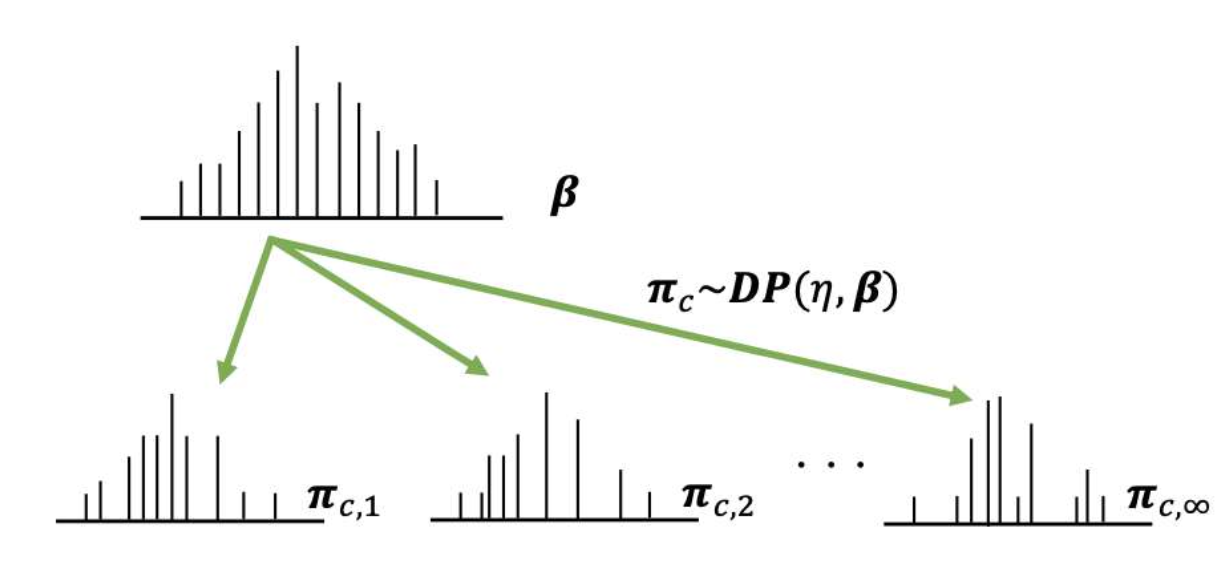 β
π_c~DP(η, β)
π_{c,1} π_{c,2} . . . π_{c,∞}